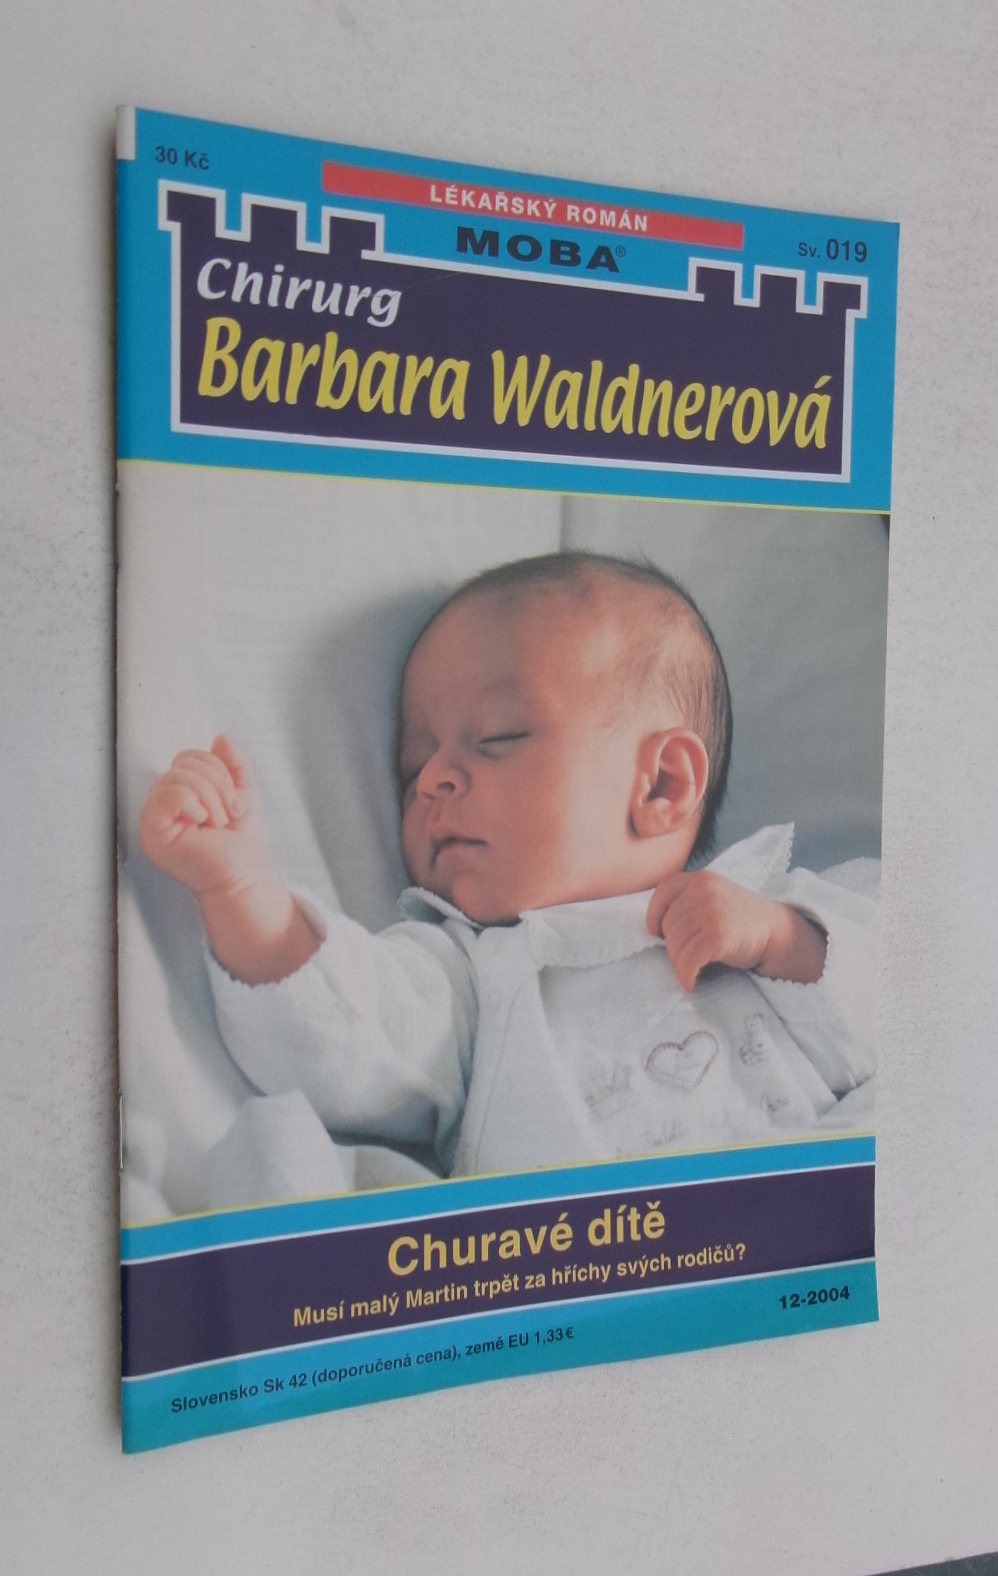 30 Kč
LÉKAŘSKÝ ROMÁN
MOBA®
Sv. 019
Chirurg
Barbara Waldnerová
Churavé dítě
Musí malý Martin trpět za hříchy svých rodičů?
12-2004
Slovensko Sk 42 (doporučená cena), země EU 1,33 €